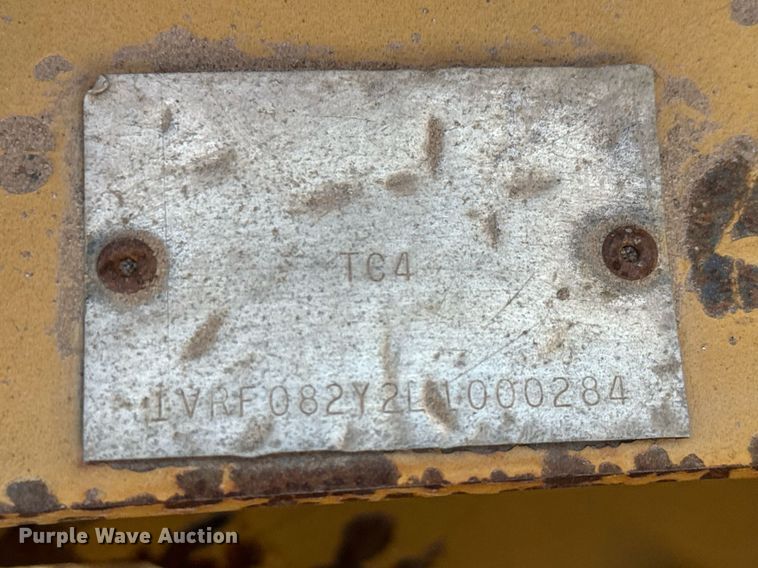 TC4
1VRF082Y2L1000284
Purple Wave Auction